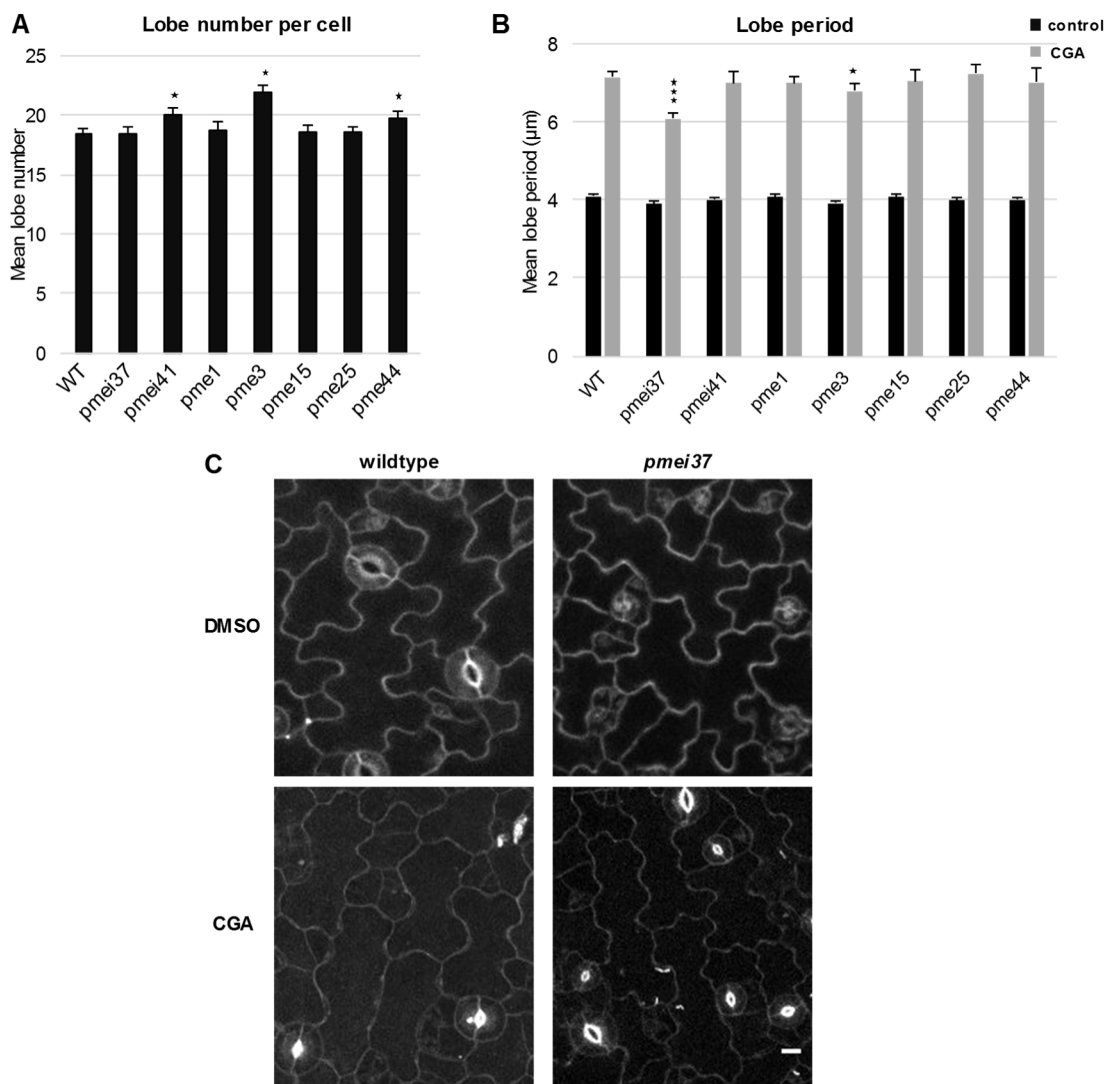 A
Lobe number per cell
Mean lobe number
25
20
15
10
5
0
WT
pmei37
pmei41
pme1
pme3
pme15
pme25
pme44
B
Lobe period
control
CGA
Mean lobe period (µm)
8
6
4
2
0
WT
pmei37
pmei41
pme1
pme3
pme15
pme25
pme44
C
wildtype
pmei37
DMSO
CGA